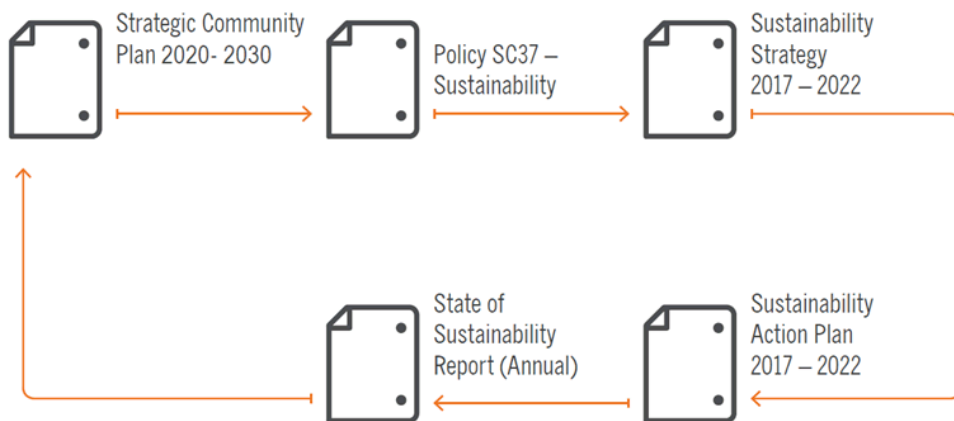 Strategic Community
Plan 2020- 2030
Policy SC37 –
Sustainability
Sustainability
Strategy
2017 – 2022
State of
Sustainability
Report (Annual)
Sustainability
Action Plan
2017 – 2022